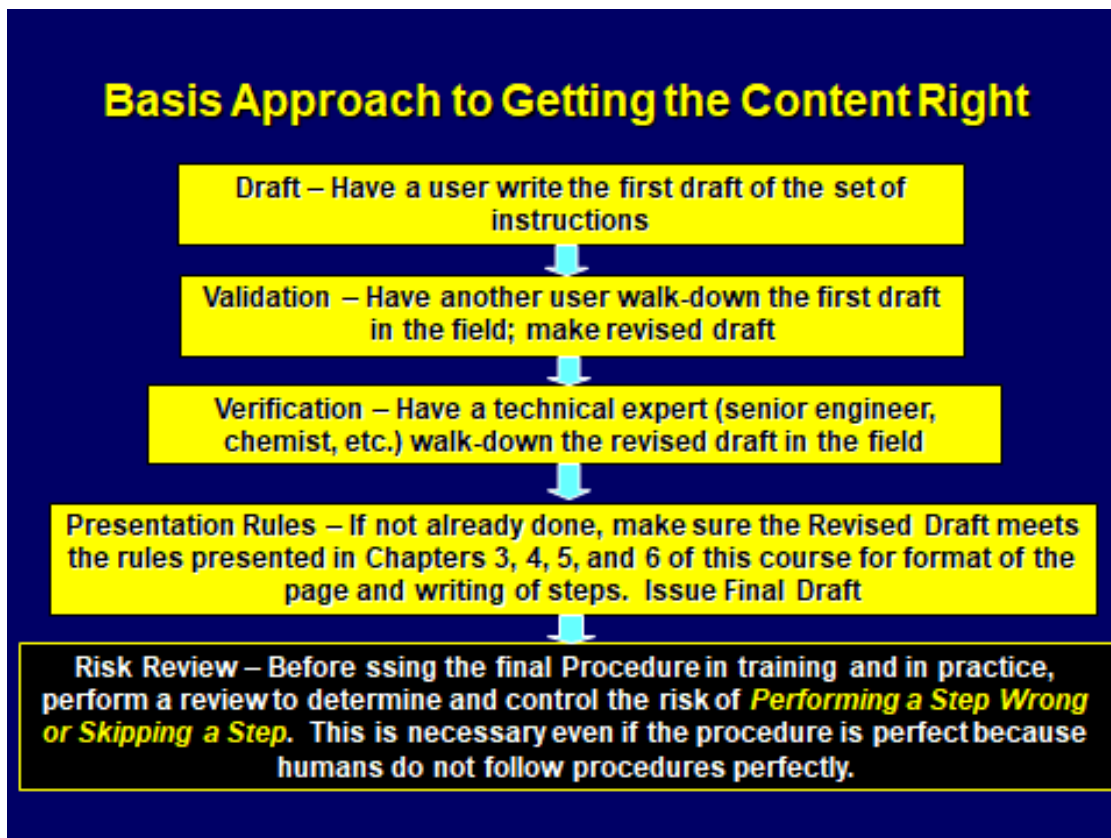 Basis Approach to Getting the Content Right
Draft – Have a user write the first draft of the set of
instructions
Validation – Have another user walk-down the first draft
in the field; make revised draft
Verification – Have a technical expert (senior engineer,
chemist, etc.) walk-down the revised draft in the field
Presentation Rules – If not already done, make sure the Revised Draft meets
the rules presented in Chapters 3, 4, 5, and 6 of this course for format of the
page and writing of steps.  Issue Final Draft
Risk Review – Before ssing the final Procedure in training and in practice,
perform a review to determine and control the risk of Performing a Step Wrong
or Skipping a Step.  This is necessary even if the procedure is perfect because
humans do not follow procedures perfectly.